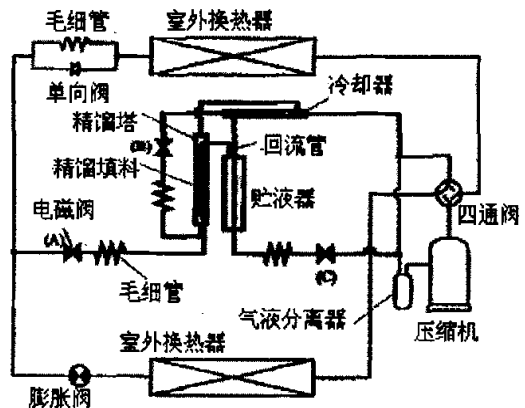 毛细管
室外换热器
单向阀
冷却器
精馏塔
(B)
回流管
精馏填料
贮液器
电磁阀
(A)
四通阀
毛细管
(C)
气液分离器
压缩机
室外换热器
膨胀阀